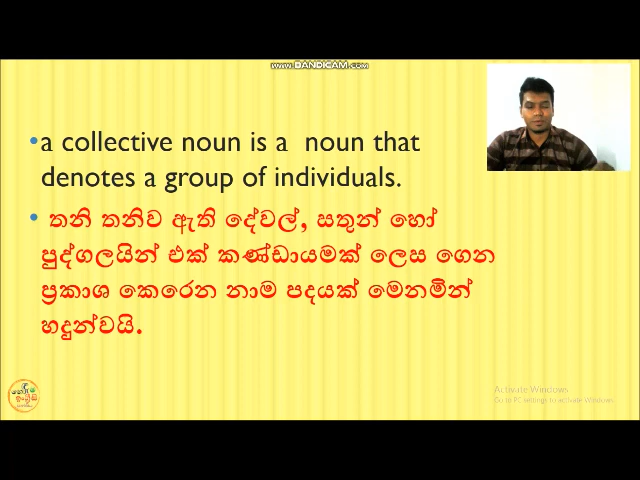 www.BANDICAM.com
•a collective noun is a noun that
denotes a group of individuals.
• තනි තනිව ඇති දේවල්, සතුන් හෝ
පුද්ගලයින් එක් කණ්ඩායමක් ලෙස ගෙන
ප්‍රකාශ කෙරෙන නාම පදයක් මෙනමින්
හදුන්වයි.
Activate Windows
Go to PC settings to activate Windows.